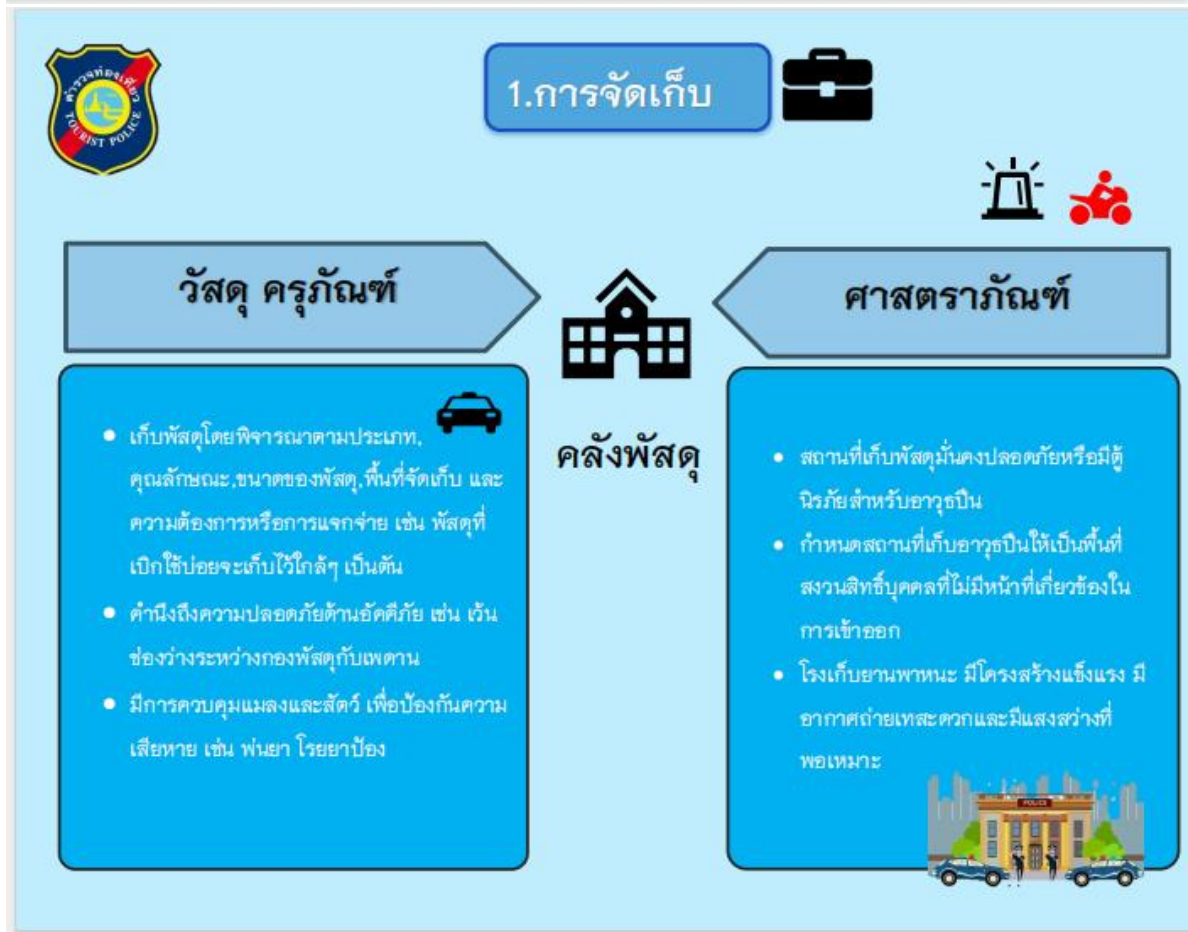 ตำรวจท่องเที่ยว
TOURIST POLICE
1.การจัดเก็บ
วัสดุ ครุภัณฑ์
ศาสตราภัณฑ์
คลังพัสดุ
• เก็บพัสดุโดยพิจารณาตามประเภท,
คุณลักษณะ,ขนาดของพัสดุ,พื้นที่จัดเก็บ และ
ความต้องการหรือการแจกจ่าย เช่น พัสดุที่
เบิกใช้บ่อยจะเก็บไว้ใกล้ๆ เป็นต้น
• คำนึงถึงความปลอดภัยด้านอัคคีภัย เช่น เว้น
ช่องว่างระหว่างกองพัสดุกับเพดาน
• มีการควบคุมแมลงและสัตว์ เพื่อป้องกันความ
เสียหาย เช่น พ่นยา โรยยาป้อง
• สถานที่เก็บพัสดุมั่นคงปลอดภัยหรือมีตู้
นิรภัยสำหรับอาวุธปืน
• กำหนดสถานที่เก็บอาวุธปืนให้เป็นพื้นที่
สงวนสิทธิ์บุคคลที่ไม่มีหน้าที่เกี่ยวข้องใน
การเข้าออก
• โรงเก็บยานพาหนะ มีโครงสร้างแข็งแรง มี
อากาศถ่ายเทสะดวกและมีแสงสว่างที่
พอเหมาะ
POLICE